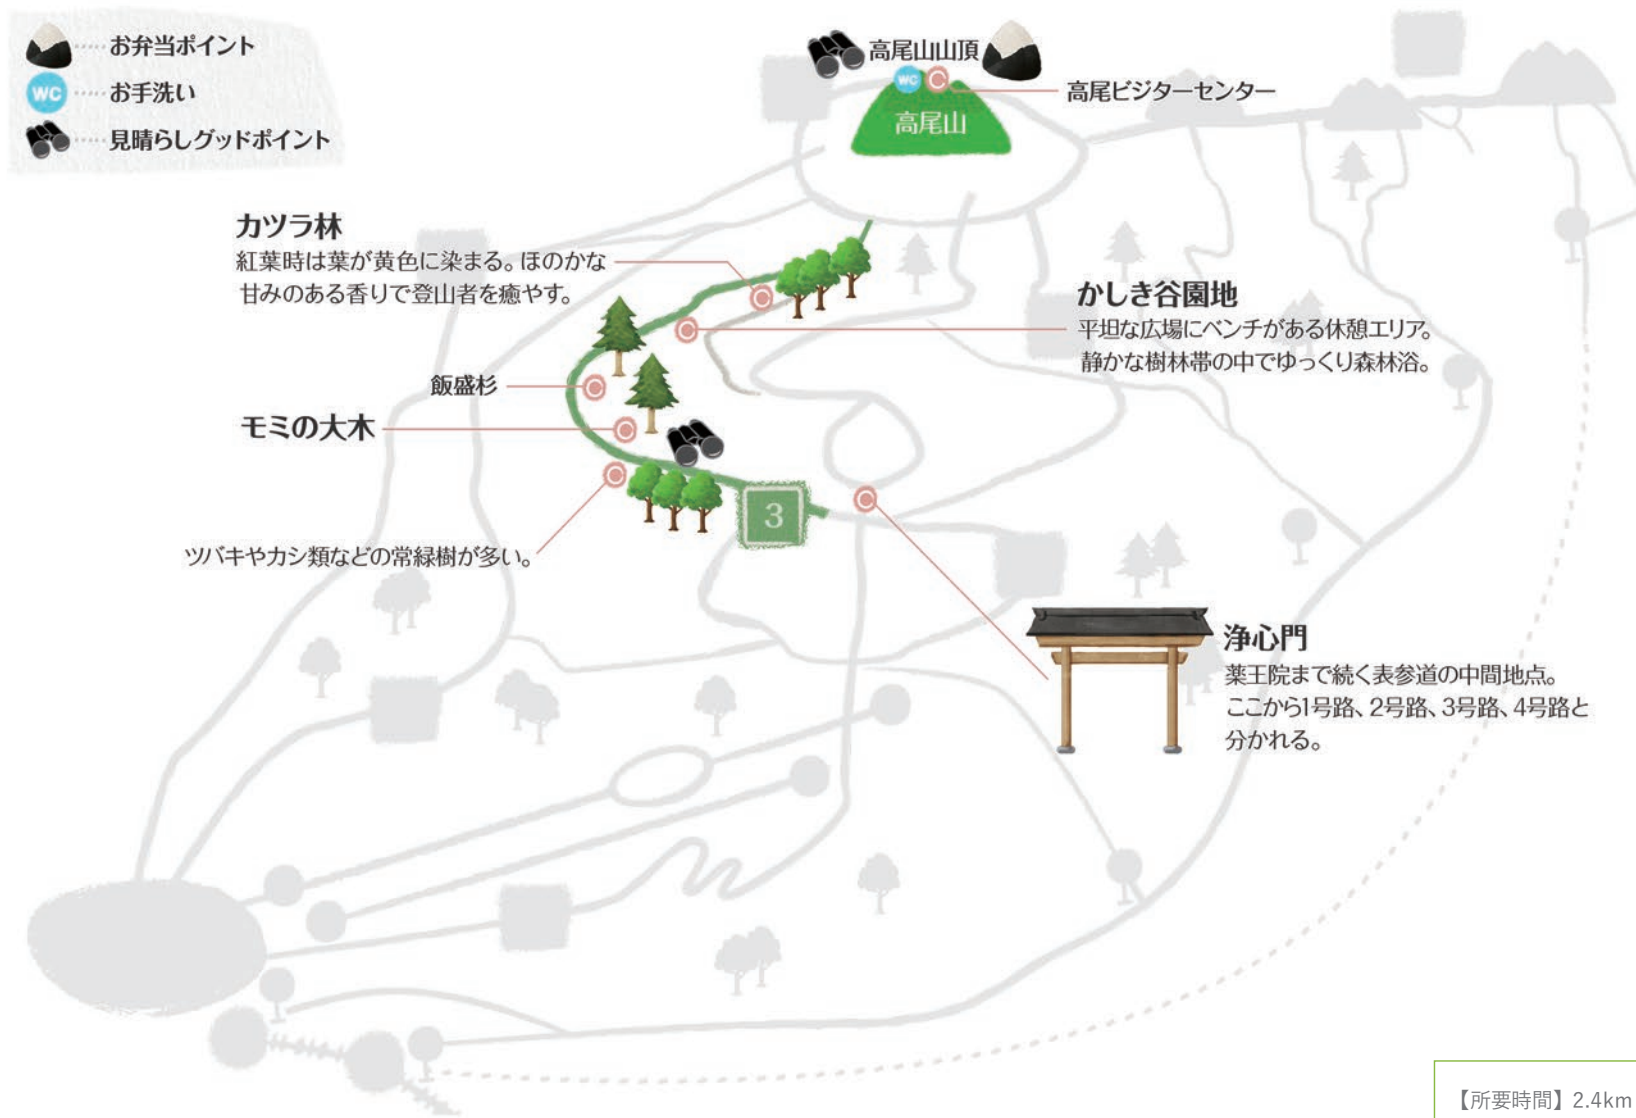 お弁当ポイント
WC お手洗い
見晴らしグッドポイント
高尾山山頂
WC
高尾ビジターセンター
高尾山
カツラ林
紅葉時は葉が黄色に染まる。ほのかな
甘みのある香りで登山者を癒やす。
かしき谷園地
平坦な広場にベンチがある休憩エリア。
静かな樹林帯の中でゆっくり森林浴。
飯盛杉
モミの大木
3
ツバキやカシ類などの常緑樹が多い。
浄心門
薬王院まで続く表参道の中間地点。
ここから1号路、2号路、3号路、4号路と
分かれる。
【所要時間】2.4km